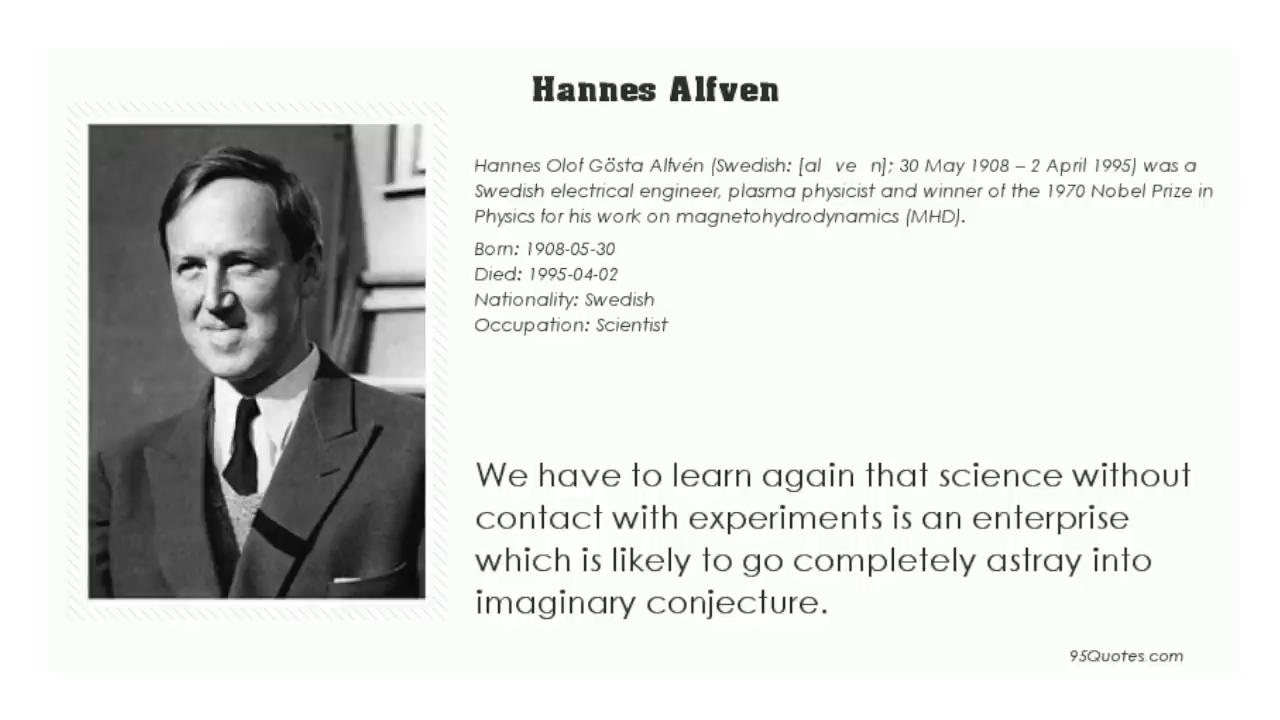 Hannes Alfven
Hannes Olof Gösta Alfvén (Swedish: [al ve n]; 30 May 1908 – 2 April 1995) was a
Swedish electrical engineer, plasma physicist and winner of the 1970 Nobel Prize in
Physics for his work on magnetohydrodynamics (MHD).
Born: 1908-05-30
Died: 1995-04-02
Nationality: Swedish
Occupation: Scientist
We have to learn again that science without
contact with experiments is an enterprise
which is likely to go completely astray into
imaginary conjecture.
95Quotes.com